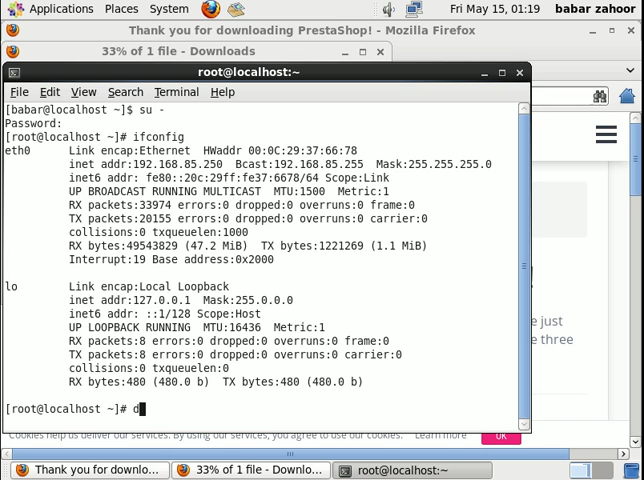 Applications Places System Fri May 15, 01:19 babar zahoor
Thank you for downloading PrestaShop! - Mozilla Firefox
33% of 1 file - Downloads
root@localhost:~
File Edit View Search Terminal Help
[babar@localhost ~]$ su -
Password:
[root@localhost ~]# ifconfig
eth0 Link encap:Ethernet HWaddr 00:0C:29:37:66:78
inet addr:192.168.85.250 Bcast:192.168.85.255 Mask:255.255.255.0
inet6 addr: fe80::20c:29ff:fe37:6678/64 Scope:Link
UP BROADCAST RUNNING MULTICAST MTU:1500 Metric:1
RX packets:33974 errors:0 dropped:0 overruns:0 frame:0
TX packets:20155 errors:0 dropped:0 overruns:0 carrier:0
collisions:0 txqueuelen:1000
RX bytes:49543829 (47.2 MiB) TX bytes:1221269 (1.1 MiB)
Interrupt:19 Base address:0x2000
lo Link encap:Local Loopback
inet addr:127.0.0.1 Mask:255.0.0.0
inet6 addr: ::1/128 Scope:Host
UP LOOPBACK RUNNING MTU:16436 Metric:1
RX packets:8 errors:0 dropped:0 overruns:0 frame:0
TX packets:8 errors:0 dropped:0 overruns:0 carrier:0
collisions:0 txqueuelen:0
RX bytes:480 (480.0 b) TX bytes:480 (480.0 b)
[root@localhost ~]# d
e just
e three
Cookies help us deliver our services. By using our services, you agree to our use of cookies. Learn more OK
Thank you for downlo... 33% of 1 file - Downlo... root@localhost:~